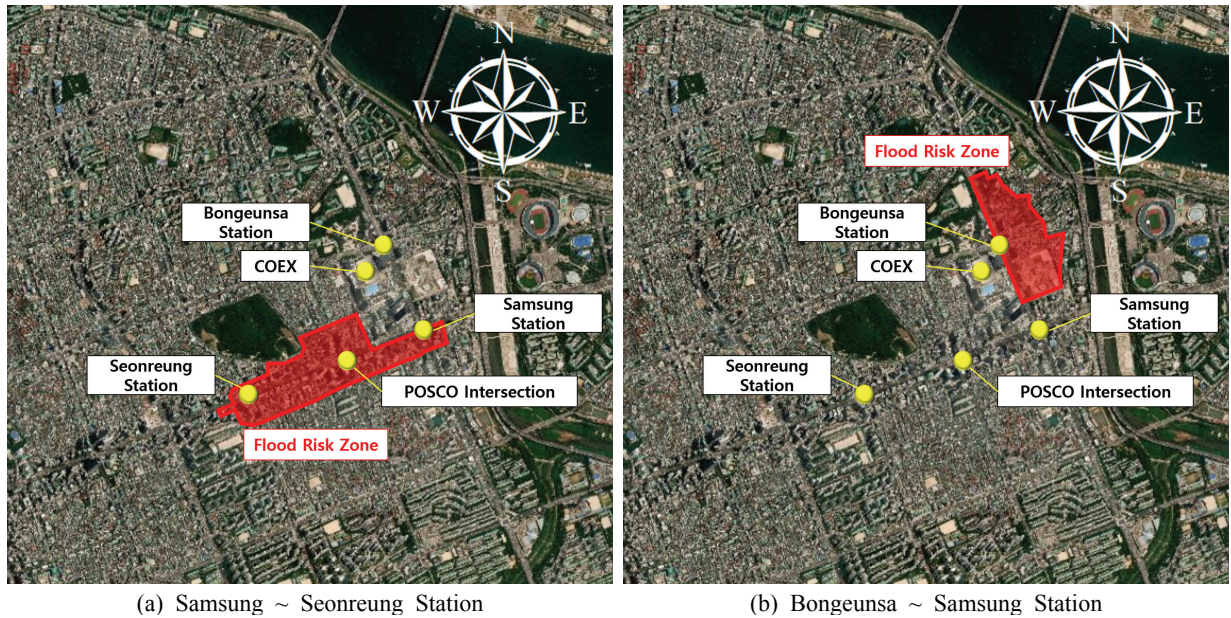 N
W
E
S
Bongeunsa
Station
COEX
Samsung
Station
Seonreung
Station
POSCO Intersection
Flood Risk Zone
(a) Samsung ~ Seonreung Station
N
W
E
S
Flood Risk Zone
Bongeunsa
Station
COEX
Samsung
Station
Seonreung
Station
POSCO Intersection
(b) Bongeunsa ~ Samsung Station